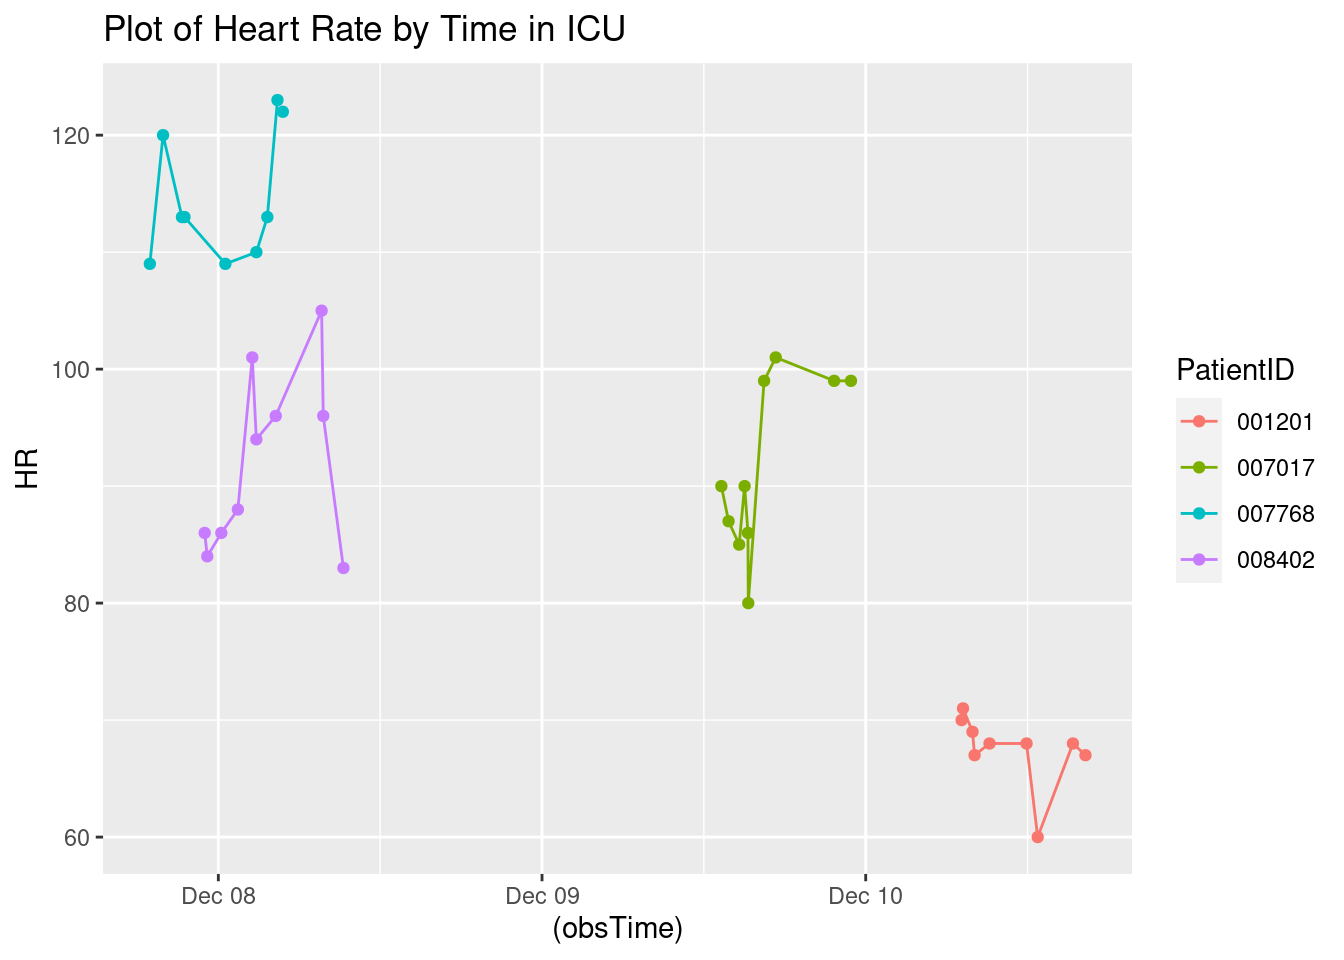 Plot of Heart Rate by Time in ICU
120
100
80
60
HR
Dec 08
Dec 09
Dec 10
(obsTime)
PatientID
001201
007017
007768
008402